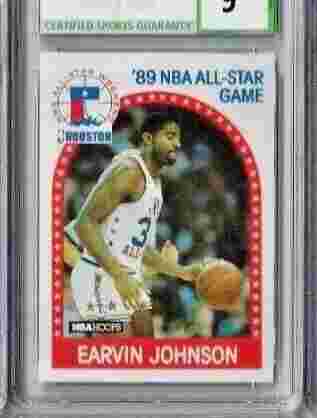 CERTIFIED SPORTS GUARANTY
9
'89 NBA ALL-STAR
GAME
HOUSTON
3
NBA HOOPS
EARVIN JOHNSON